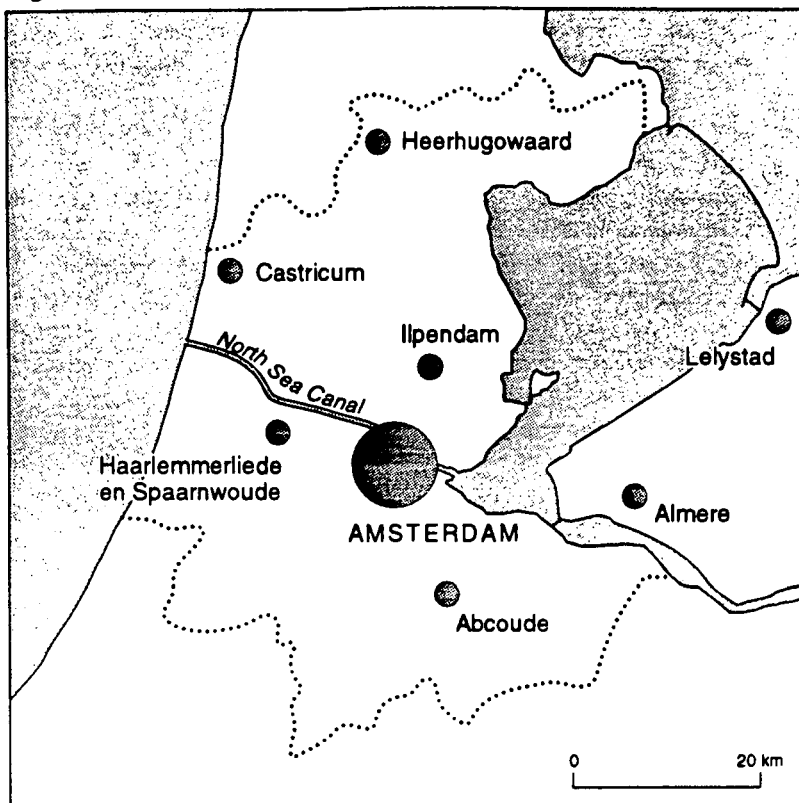 Heerhugowaard
Castricum
Ilpendam
Lelystad
North Sea Canal
Haarlemmerliede
en Spaarnwoude
Almere
AMSTERDAM
Abcoude
0 20 km